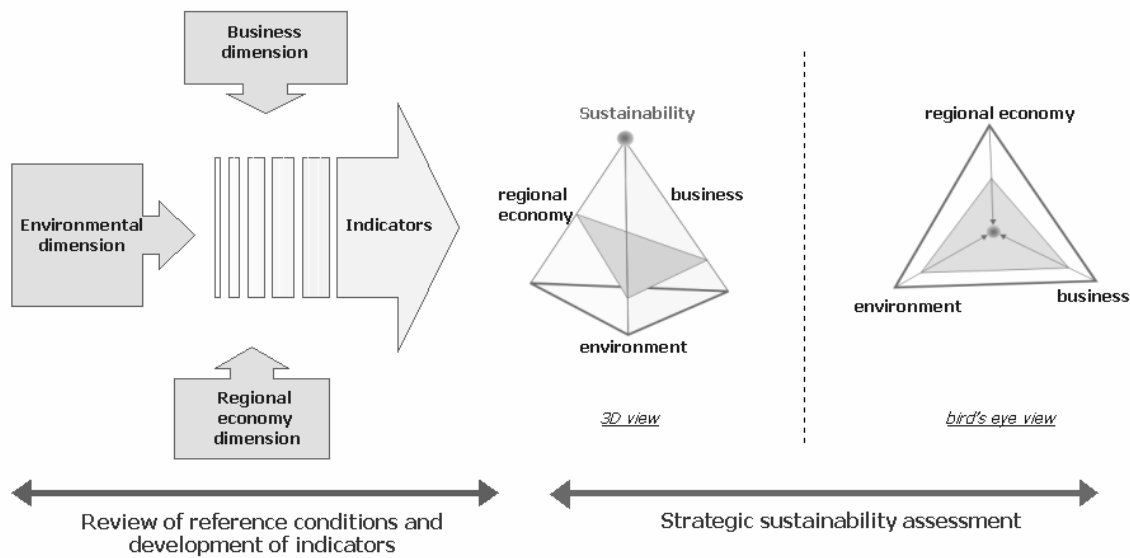 Business
dimension
Environmental
dimension
Indicators
Regional
economy
dimension
Sustainability
regional
economy
business
environment
3D view
regional economy
environment
business
bird's eye view
Review of reference conditions and
development of indicators
Strategic sustainability assessment